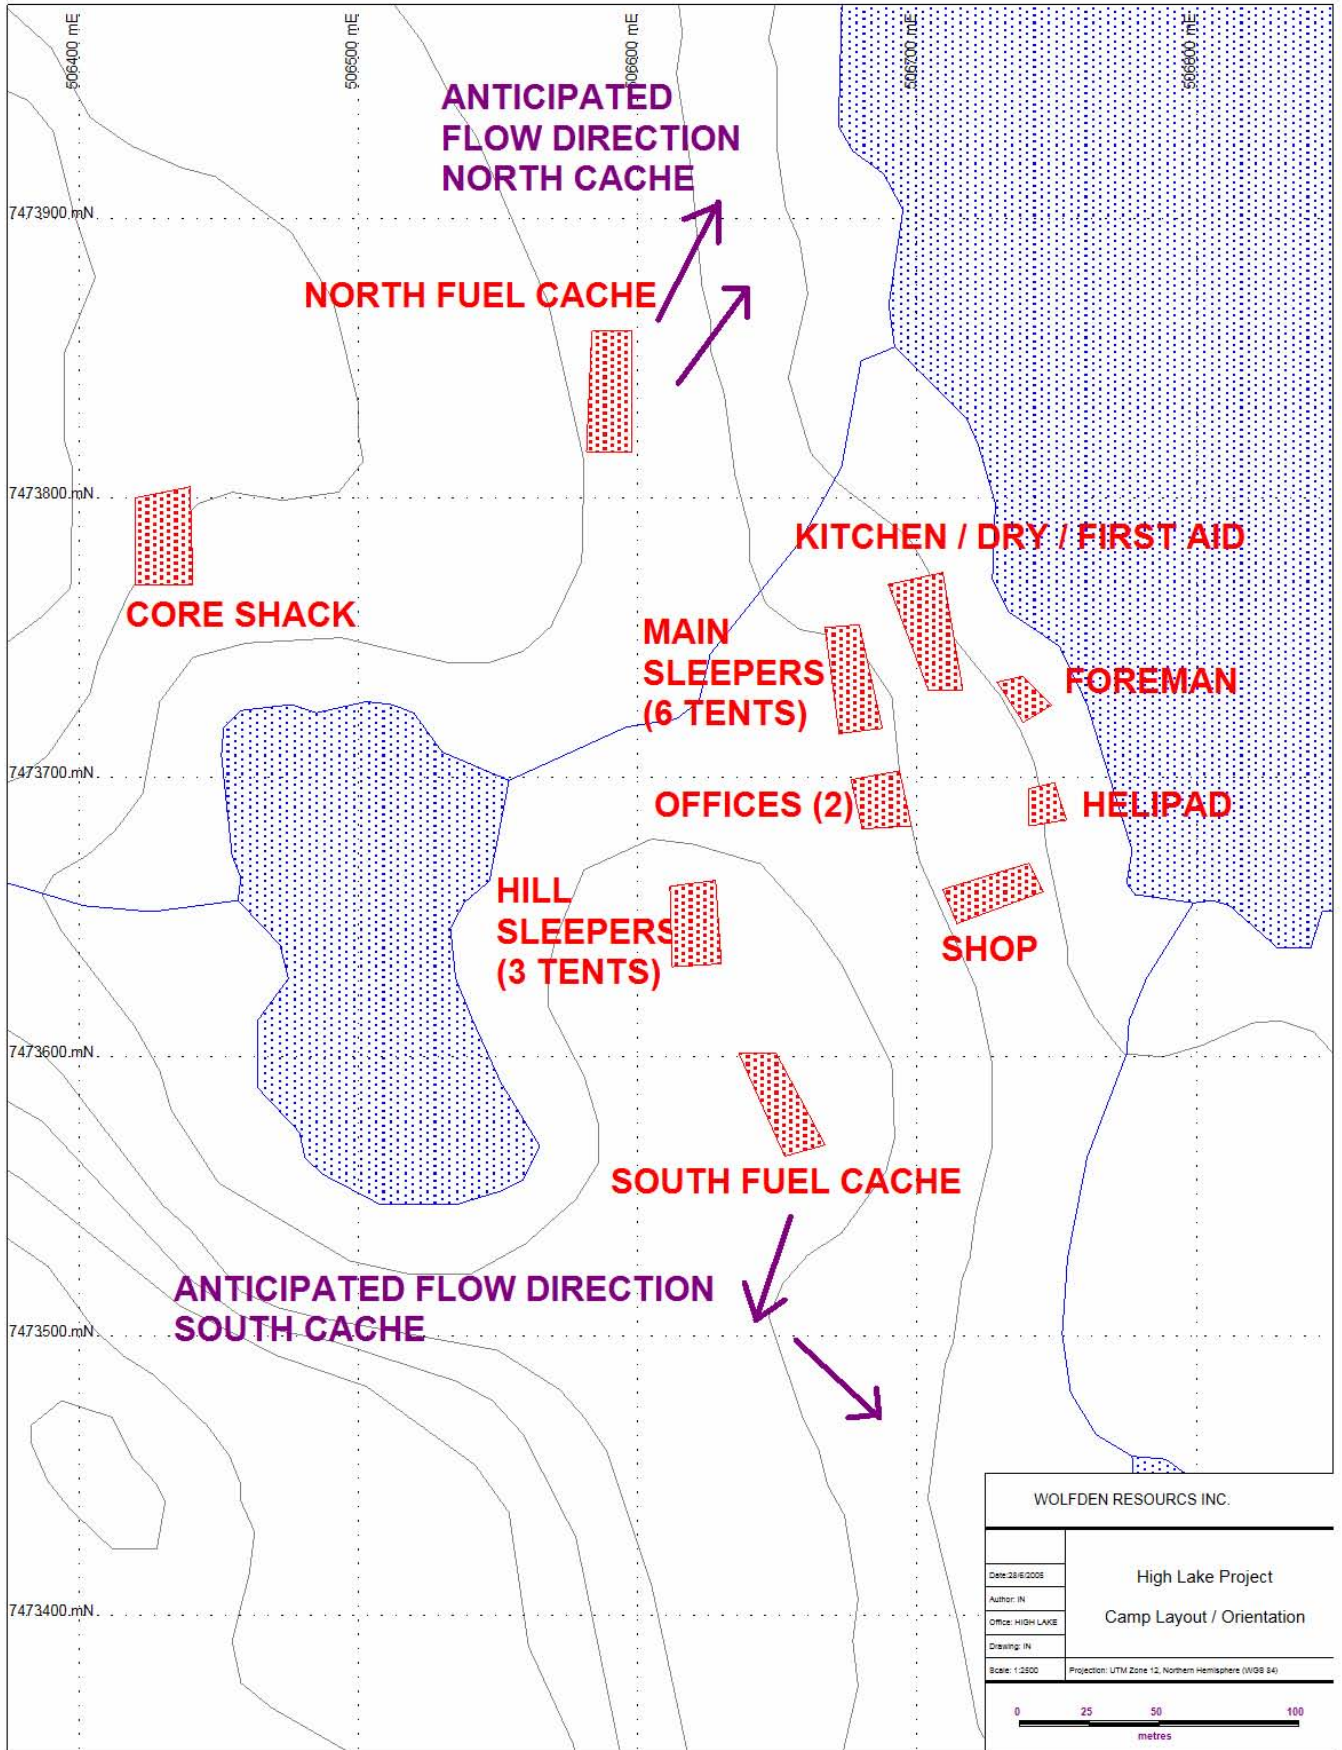 506400 mE
506500 mE
506600 mE
506700 mE
506800 mE
ANTICIPATED
FLOW DIRECTION
NORTH CACHE
7473900.mN
NORTH FUEL CACHE
7473800.mN
KITCHEN / DRY / FIRST AID
CORE SHACK
MAIN
SLEEPERS
(6 TENTS)
FOREMAN
7473700.mN
OFFICES (2)
HELIPAD
HILL
SLEEPERS
(3 TENTS)
SHOP
7473600.mN
SOUTH FUEL CACHE
ANTICIPATED FLOW DIRECTION
SOUTH CACHE
7473500.mN
7473400.mN
WOLFDEN RESOURCS INC.
Date:28/6/2005
Author: IN
Office: HIGH LAKE
Drawing: IN
Scale: 1:2500
High Lake Project
Camp Layout / Orientation
Projection: UTM Zone 12, Northern Hemisphere (WGS 84)
0 25 50 100
metres